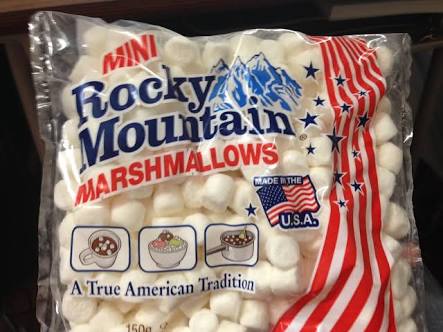 MINI
Rocky
Mountain®
MARSHMALLOWS
MADE IN THE
U.S.A.
A True American Tradition
150g